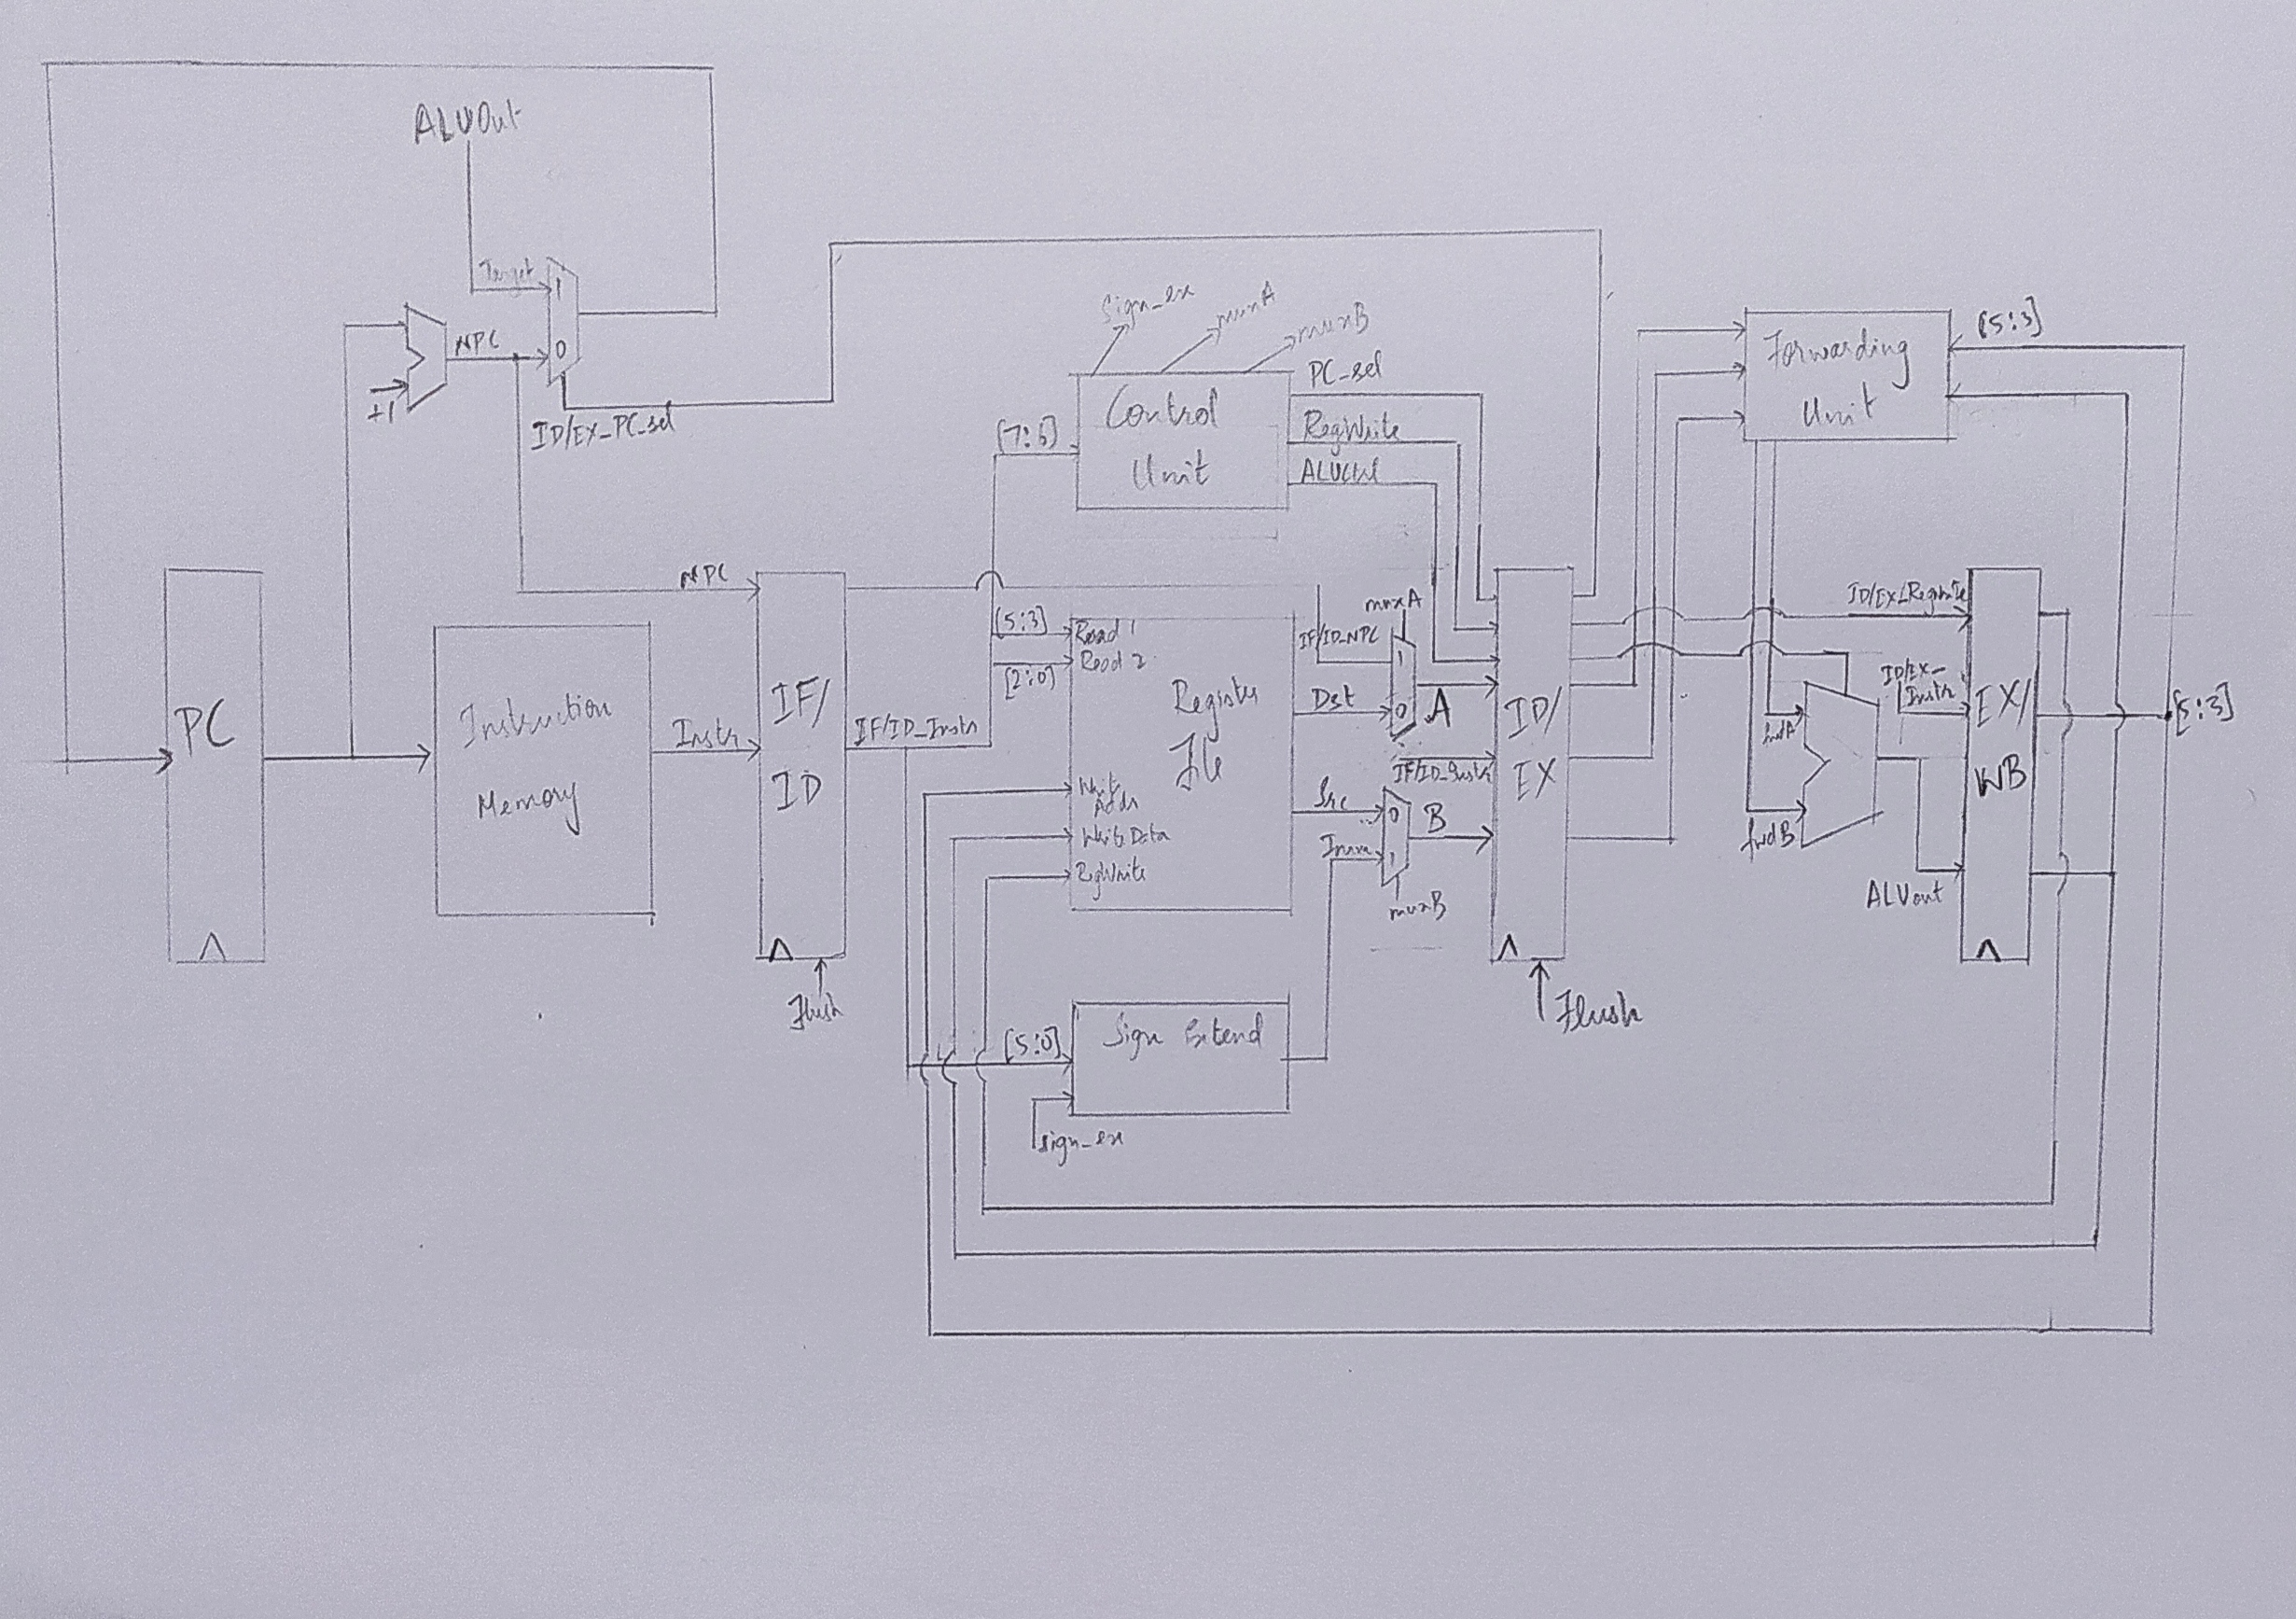 ALUOut
Target
1
0
NPC
+1
ID/EX_PC_sel
Sign_ex
muxA
muxB
PC_sel
RegWrite
ALUCtrl
Control
Unit
[7:6]
Forwarding
Unit
[5:3]
NPC
PC
Instruction
Memory
Instr
IF/
ID
Flush
IF/ID_Instr
[5:3]
[2:0]
Read 1
Read 2
Register
File
Write
Addr
Write Data
RegWrite
IF/ID_NPC
muxA
1
0
Dst
A
IF/ID_Instr
Src
Imm
0
1
B
muxB
ID/
EX
Flush
[5:0]
Sign Extend
sign_ex
ID/EX_RegWrite
ID/EX_
Instr
fwdA
fwdB
ALUout
EX/
WB
[5:3]